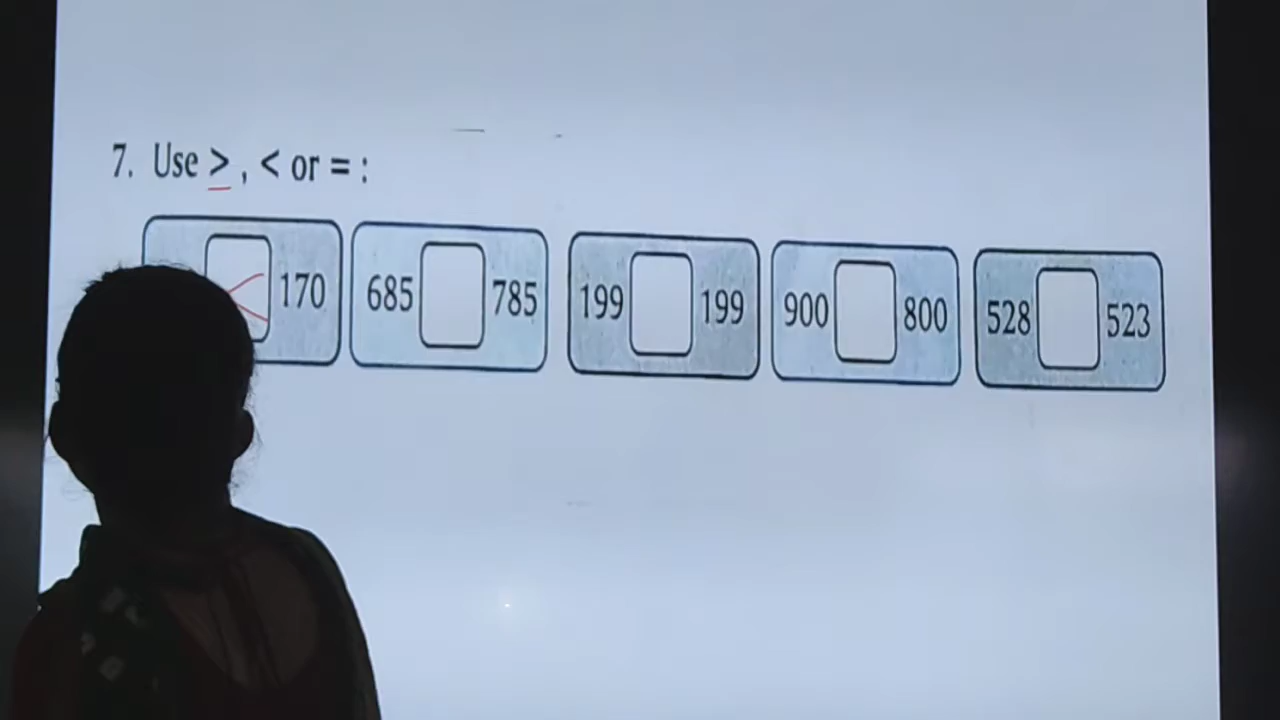 7. Use > , < or = :
< 170 685 785 199 199 900 800 528 523